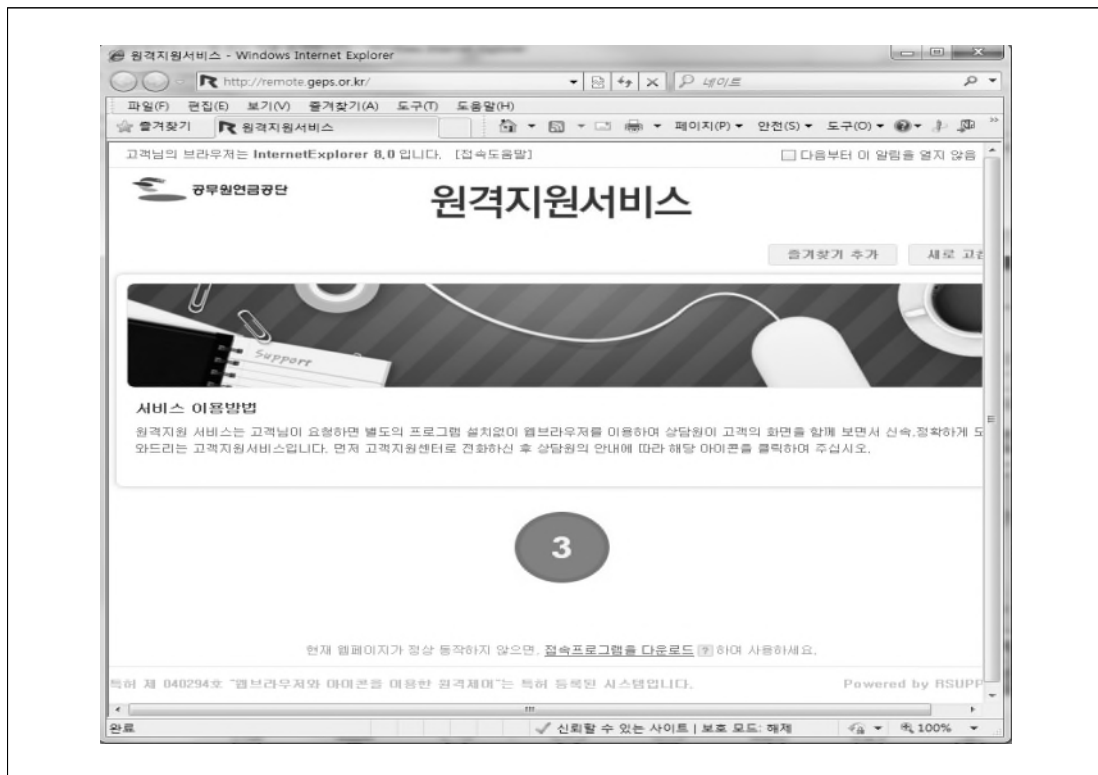 원격지원서비스 - Windows Internet Explorer
http://remote.geps.or.kr/
네이트
파일(F) 편집(E) 보기(V) 즐겨찾기(A) 도구(T) 도움말(H)
즐겨찾기 원격지원서비스 페이지(P) 안전(S) 도구(O)
고객님의 브라우저는 InternetExplorer 8.0 입니다. [접속도움말] 다음부터 이 알림을 열지 않음
공무원연금공단
원격지원서비스
즐겨찾기 추가 새로 고침
Support
서비스 이용방법
원격지원 서비스는 고객님이 요청하면 별도의 프로그램 설치없이 웹브라우저를 이용하여 상담원이 고객의 화면을 함께 보면서 신속.정확하게 도
와드리는 고객지원서비스입니다. 먼저 고객지원센터로 전화하신 후 상담원의 안내에 따라 해당 아이콘을 클릭하여 주십시오.
3
현재 웹페이지가 정상 동작하지 않으면, 접속프로그램을 다운로드 ? 하여 사용하세요.
특허 제 040294호 "웹브라우저와 아이콘을 이용한 원격제어"는 특허 등록된 시스템입니다. Powered by RSUPP
완료 신뢰할 수 있는 사이트 | 보호 모드: 해제 100%